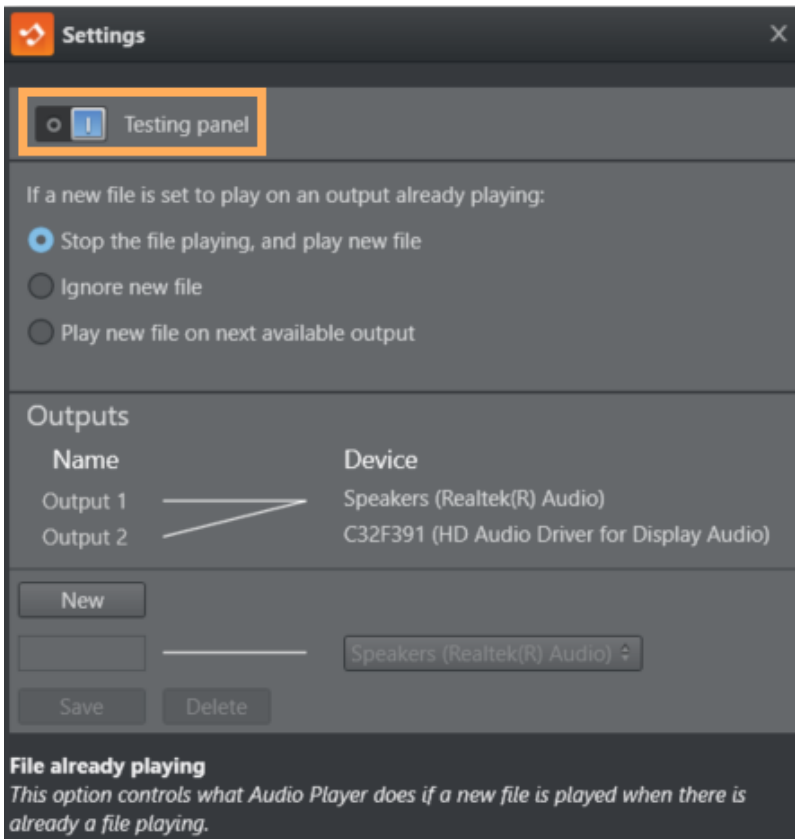 Settings
Testing panel
If a new file is set to play on an output already playing:
Stop the file playing, and play new file
Ignore new file
Play new file on next available output
Outputs
Name Device
Output 1 Speakers (Realtek(R) Audio)
Output 2 C32F391 (HD Audio Driver for Display Audio)
New
Speakers (Realtek(R) Audio)
Save Delete
File already playing
This option controls what Audio Player does if a new file is played when there is
already a file playing.